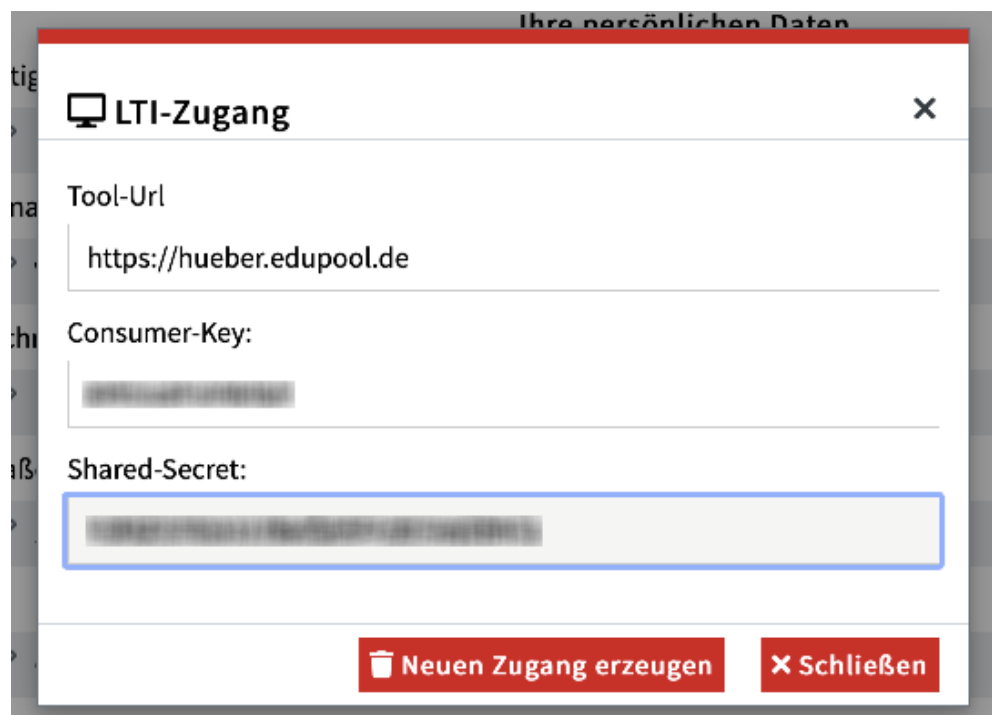 Ihre persönlichen Daten
LTI-Zugang
Tool-Url
https://hueber.edupool.de
Consumer-Key:
Shared-Secret:
Neuen Zugang erzeugen
Schließen